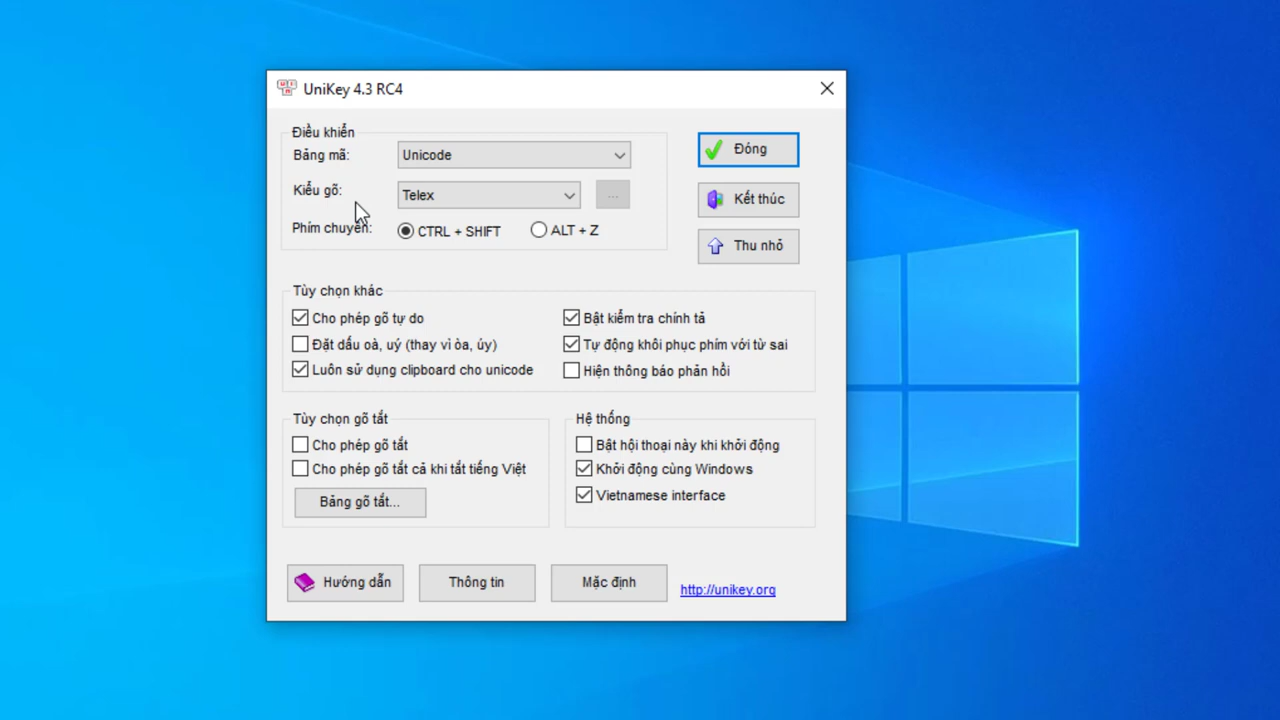 UniKey 4.3 RC4
Điều khiển
Bảng mã:
Unicode
Đóng
Kiểu gõ:
Telex
...
Kết thúc
Phím chuyển:
CTRL + SHIFT
ALT + Z
Thu nhỏ
Tùy chọn khác
Cho phép gõ tự do
Bật kiểm tra chính tả
Đặt dấu oà, uý (thay vì òa, úy)
Tự động khôi phục phím với từ sai
Luôn sử dụng clipboard cho unicode
Hiện thông báo phản hồi
Tùy chọn gõ tắt
Cho phép gõ tắt
Cho phép gõ tắt cả khi tắt tiếng Việt
Bảng gõ tắt...
Hệ thống
Bật hội thoại này khi khởi động
Khởi động cùng Windows
Vietnamese interface
Hướng dẫn
Thông tin
Mặc định
http://unikey.org